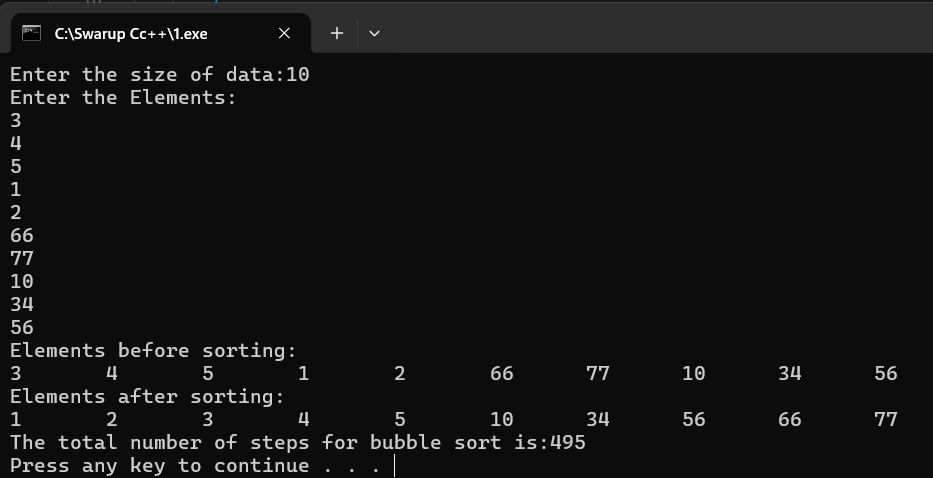 C:\Swarup Cc++\1.exe
Enter the size of data:10
Enter the Elements:
3
4
5
1
2
66
77
10
34
56
Elements before sorting:
3 4 5 1 2 66 77 10 34 56
Elements after sorting:
1 2 3 4 5 10 34 56 66 77
The total number of steps for bubble sort is:495
Press any key to continue . . .